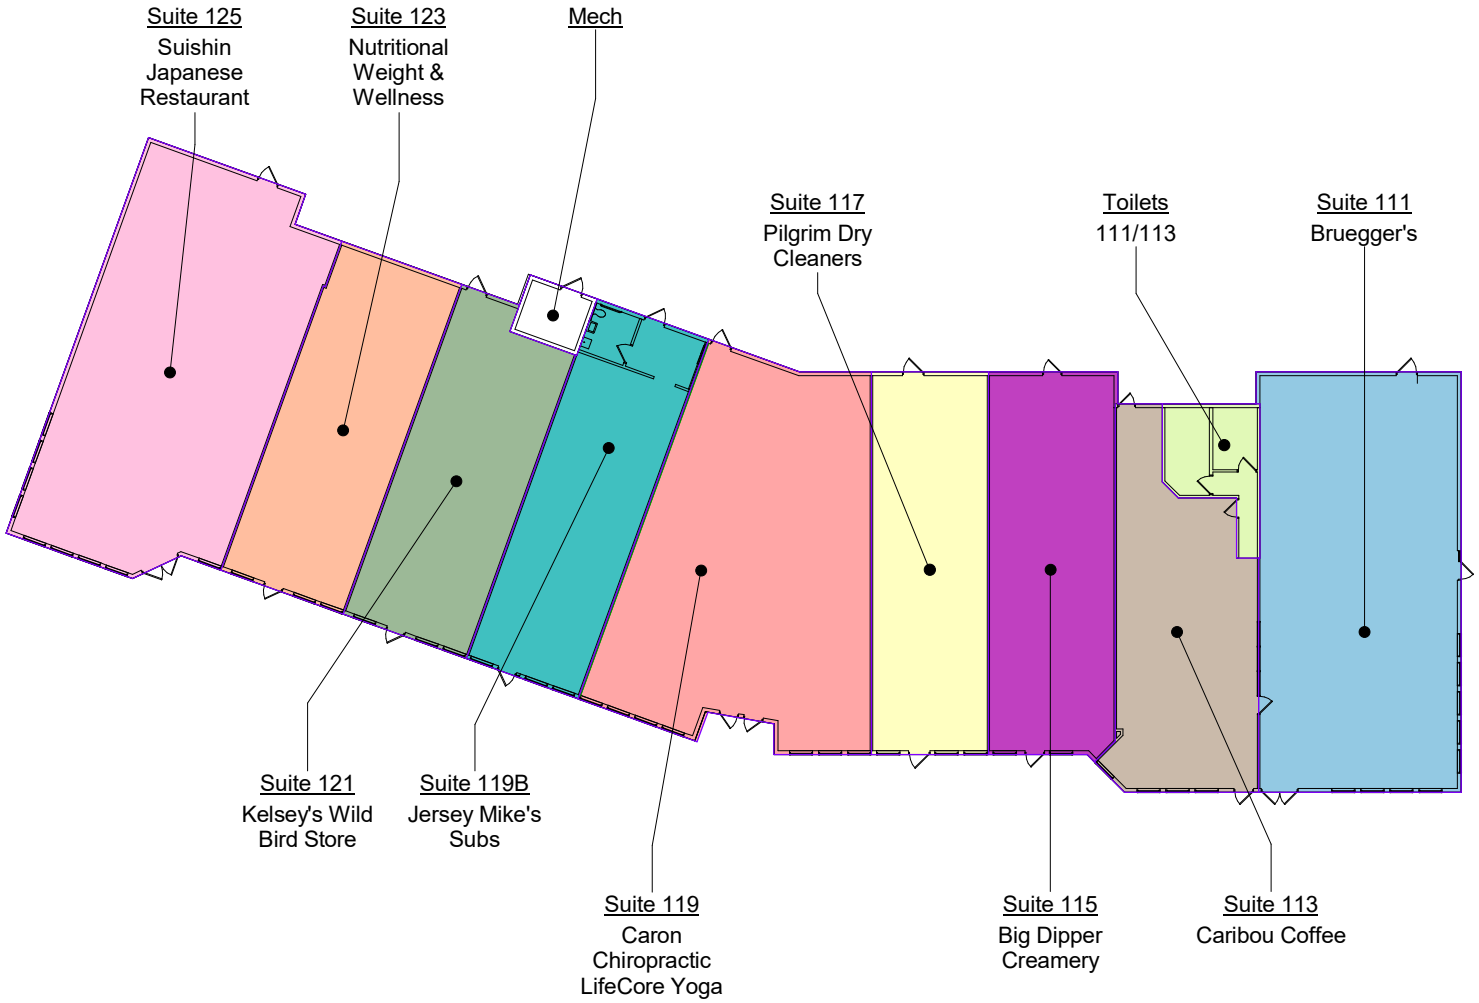 Suite 125
Suishin
Japanese
Restaurant
Suite 123
Nutritional
Weight &
Wellness
Mech
Suite 117
Pilgrim Dry
Cleaners
Toilets
111/113
Suite 111
Bruegger's
Suite 121
Kelsey's Wild
Bird Store
Suite 119B
Jersey Mike's
Subs
Suite 119
Caron
Chiropractic
LifeCore Yoga
Suite 115
Big Dipper
Creamery
Suite 113
Caribou Coffee